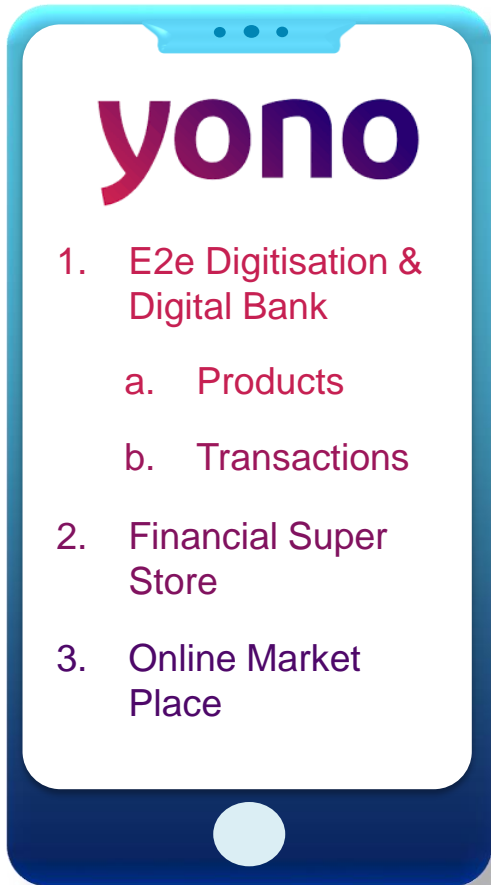 yono
1. E2e Digitisation &
Digital Bank
a. Products
b. Transactions
2. Financial Super
Store
3. Online Market
Place